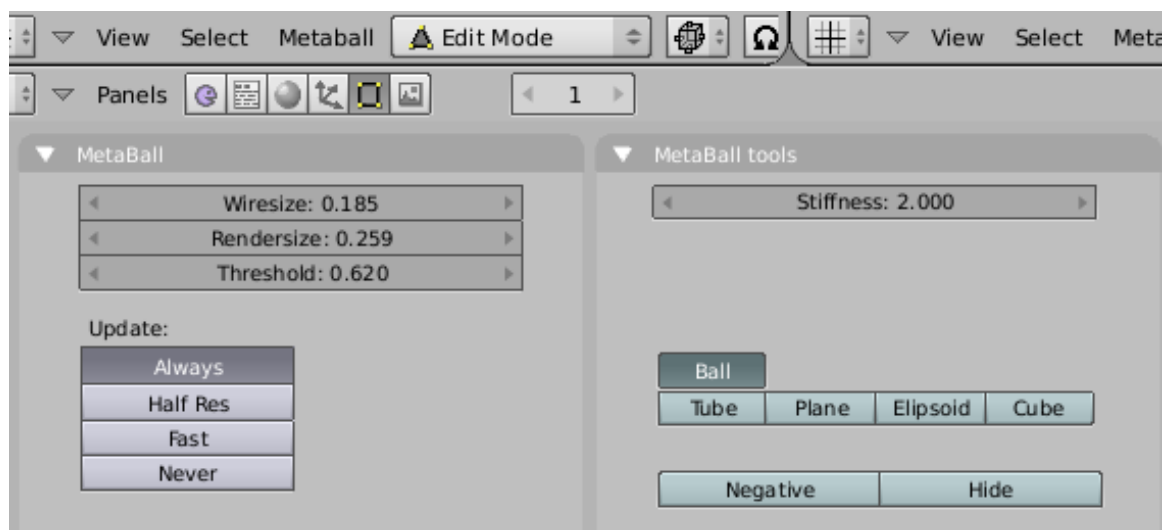 View Select Metaball Edit Mode View Select Meta
Panels 1
MetaBall
Wiresize: 0.185
Rendersize: 0.259
Threshold: 0.620
Update:
Always
Half Res
Fast
Never
MetaBall tools
Stiffness: 2.000
Ball
Tube Plane Elipsoid Cube
Negative Hide